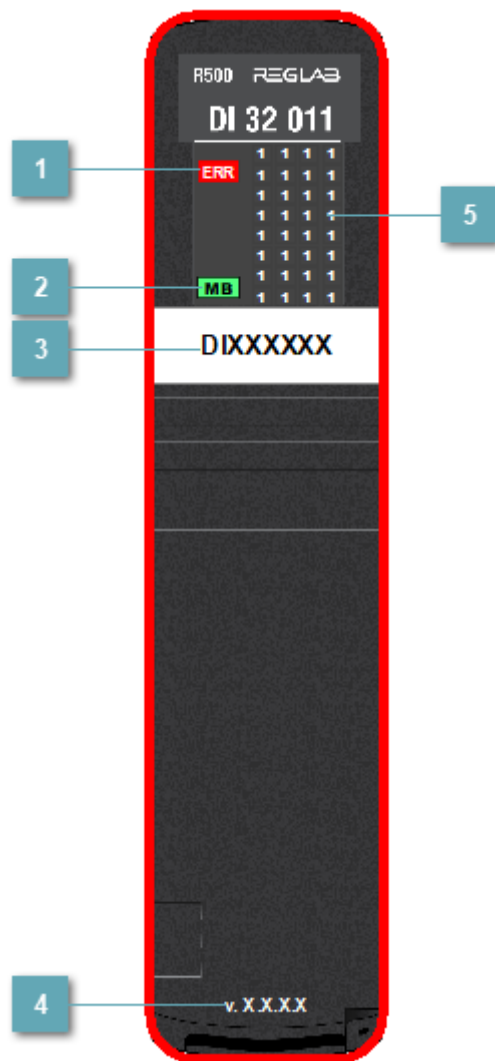 R500 REGLAB
DI 32 011
1 1 1 1
1 ERR 1 1 1 1
1 1 1 1
1 1 1 1 5
1 1 1 1
1 1 1 1
2 MB 1 1 1 1
1 1 1 1
3 DIXXXXXX
4 v. X.X.X.X